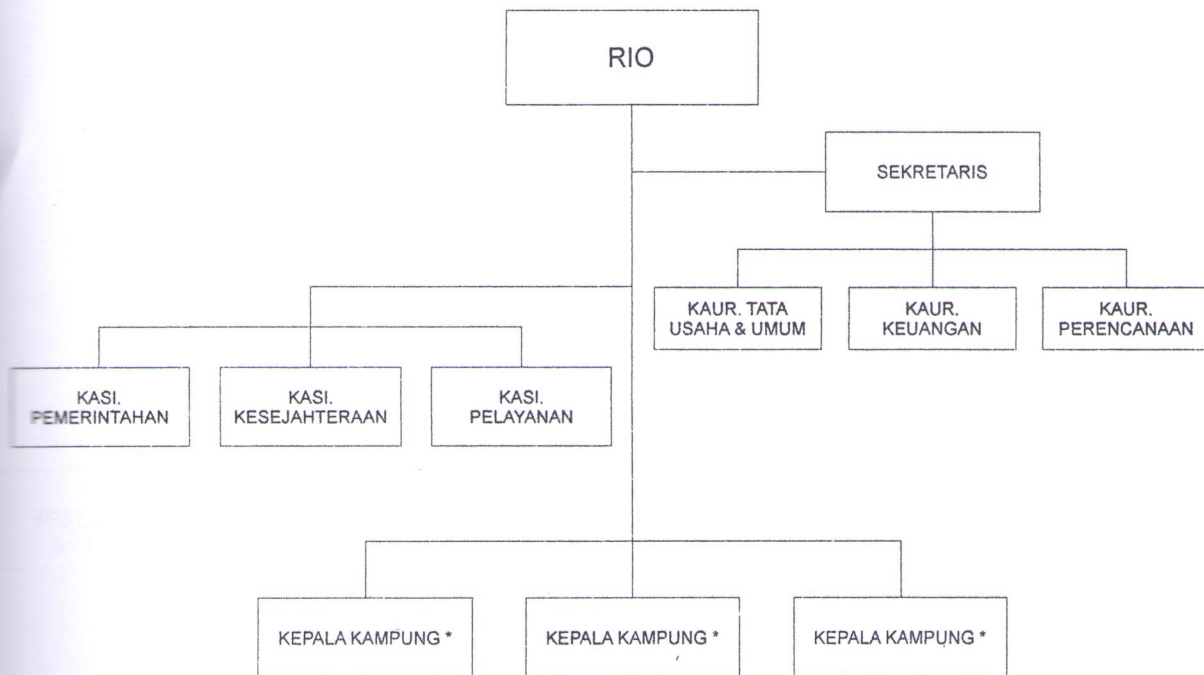 RIO
SEKRETARIS
KAUR. TATA
USAHA & UMUM
KAUR.
KEUANGAN
KAUR.
PERENCANAAN
KASI.
PEMERINTAHAN
KASI.
KESEJAHTERAAN
KASI.
PELAYANAN
KEPALA KAMPUNG *
KEPALA KAMPUNG *
KEPALA KAMPUNG *